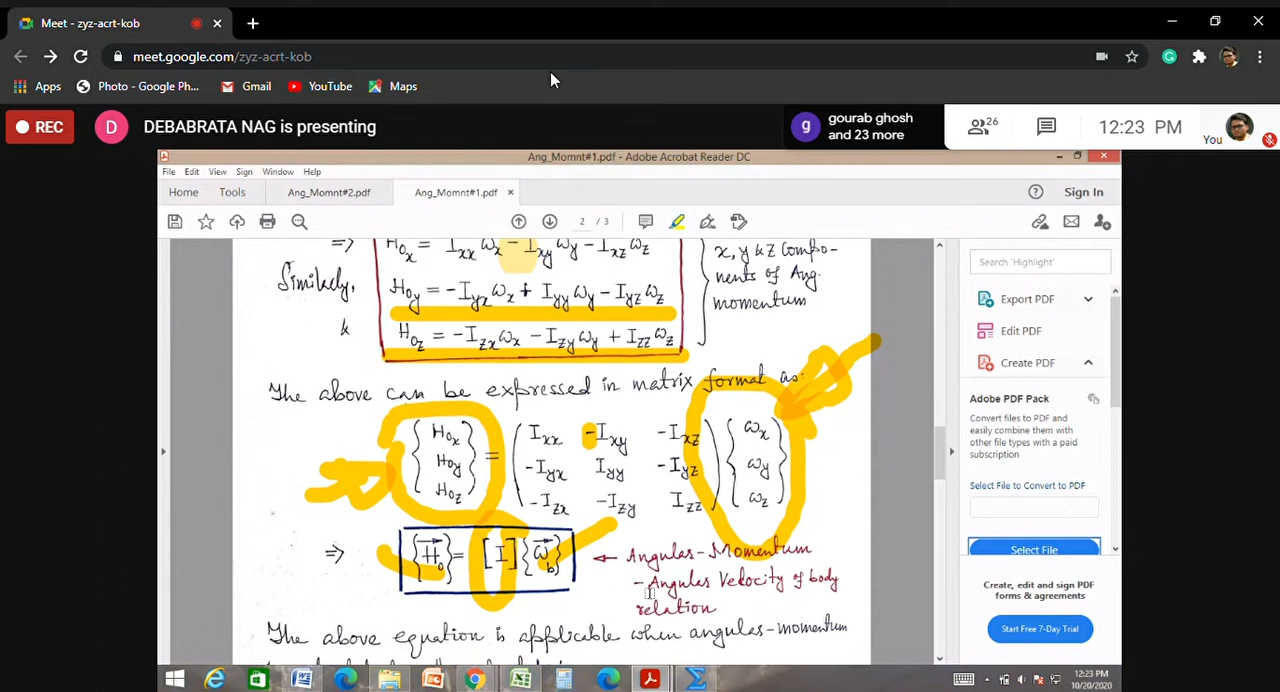 Meet - zyz-acrt-kob
meet.google.com/zyz-acrt-kob
Apps Photo - Google Ph... Gmail YouTube Maps
REC D DEBABRATA NAG is presenting
g gourab ghosh
and 23 more
26 12:23 PM
You
Ang_Momnt#1.pdf - Adobe Acrobat Reader DC
File Edit View Sign Window Help
Home Tools Ang_Momnt#2.pdf Ang_Momnt#1.pdf × Sign In
2 / 3
⇒ H₀ₓ = Iₓₓ ωₓ - Iₓy ωy - Iₓz ωz
x, y & z Compo-
nents of Ang.
momentum
Similarly, H₀y = -Iyₓ ωₓ + Iyy ωy - Iyz ωz
& H₀z = -Izₓ ωₓ - Izy ωy + Izz ωz
The above can be expressed in matrix format as:
{H₀ₓ} = (Iₓₓ -Iₓy -Iₓz) {ωₓ}
{H₀y} (-Iyₓ Iyy -Iyz) {ωy}
{H₀z} (-Izₓ -Izy Izz) {ωz}
⇒ {H⃗₀} = [I] {ω⃗b} ← Angular-Momentum
- Angular Velocity of body
relation
The above equation is applicable when angular-momentum
Search 'Highlight'
Export PDF
Edit PDF
Create PDF
Adobe PDF Pack
Convert files to PDF and
easily combine them with
other file types with a paid
subscription.
Select File to Convert to PDF
Select File
Create, edit and sign PDF
forms & agreements
Start Free 7-Day Trial
12:23 PM
10/20/2020